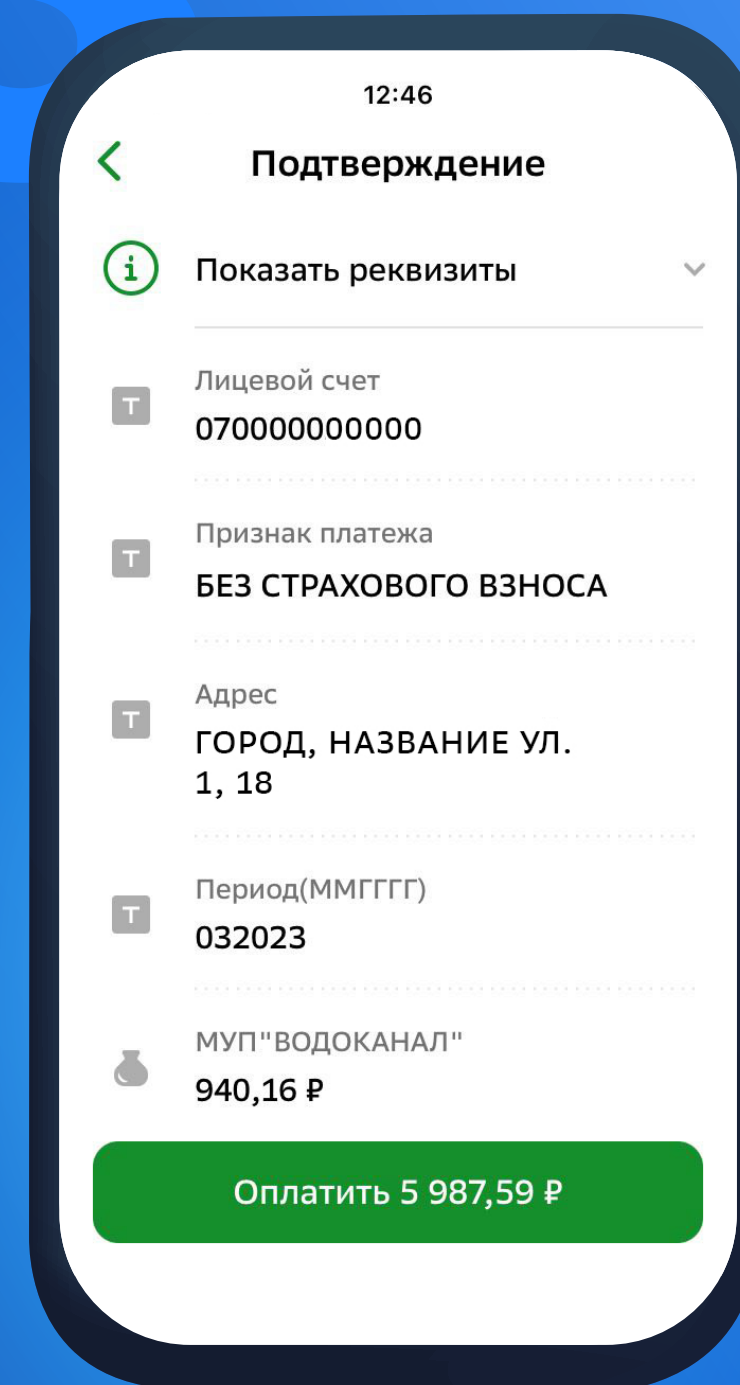 12:46
Подтверждение
i
Показать реквизиты
Лицевой счет
T
070000000000
Признак платежа
T
БЕЗ СТРАХОВОГО ВЗНОСА
Адрес
T
ГОРОД, НАЗВАНИЕ УЛ.
1, 18
Период(ММГГГГ)
T
032023
МУП"ВОДОКАНАЛ"
940,16 ₽
Оплатить 5 987,59 ₽